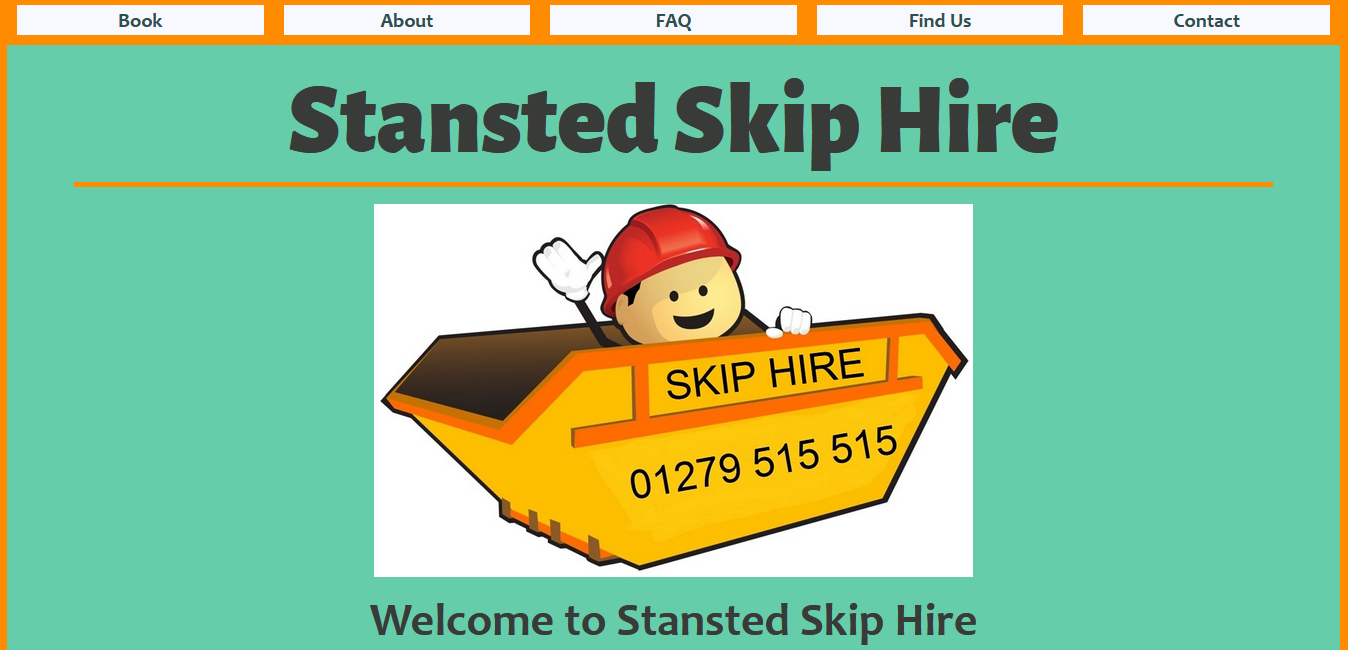 Book About FAQ Find Us Contact
Stansted Skip Hire
SKIP HIRE
01279 515 515
Welcome to Stansted Skip Hire